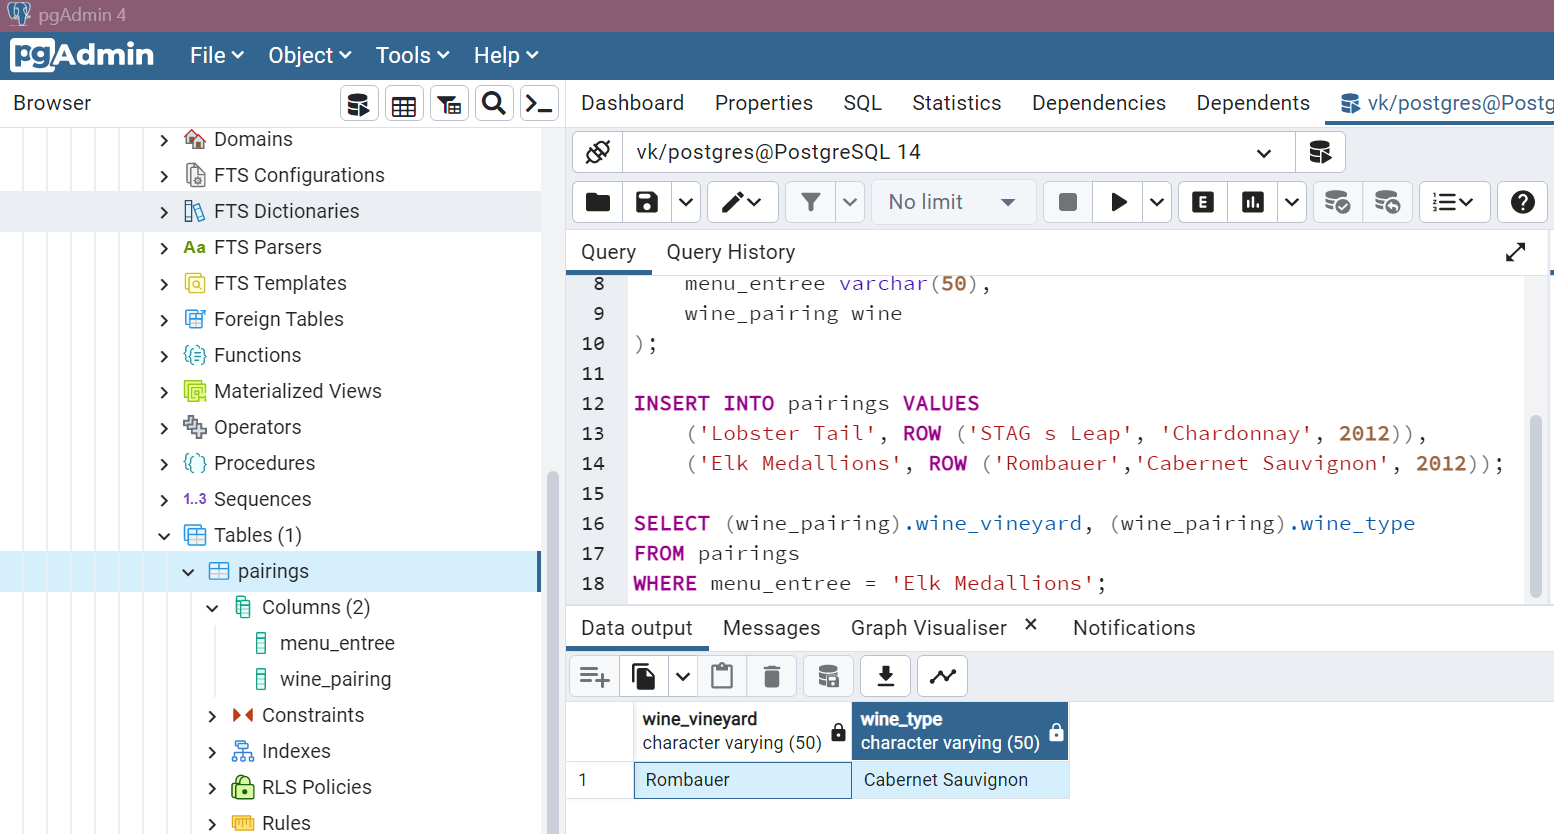 pgAdmin 4
pgAdmin File Object Tools Help
Browser
Domains
FTS Configurations
FTS Dictionaries
Aa FTS Parsers
FTS Templates
Foreign Tables
Functions
Materialized Views
Operators
Procedures
1..3 Sequences
Tables (1)
pairings
Columns (2)
menu_entree
wine_pairing
Constraints
Indexes
RLS Policies
Rules
Dashboard Properties SQL Statistics Dependencies Dependents vk/postgres@Postg
vk/postgres@PostgreSQL 14
No limit E
Query Query History
8 menu_entree varchar(50),
9 wine_pairing wine
10 );
11
12 INSERT INTO pairings VALUES
13 ('Lobster Tail', ROW ('STAG s Leap', 'Chardonnay', 2012)),
14 ('Elk Medallions', ROW ('Rombauer','Cabernet Sauvignon', 2012));
15
16 SELECT (wine_pairing).wine_vineyard, (wine_pairing).wine_type
17 FROM pairings
18 WHERE menu_entree = 'Elk Medallions';
Data output Messages Graph Visualiser × Notifications
wine_vineyard wine_type
character varying (50) character varying (50)
1 Rombauer Cabernet Sauvignon